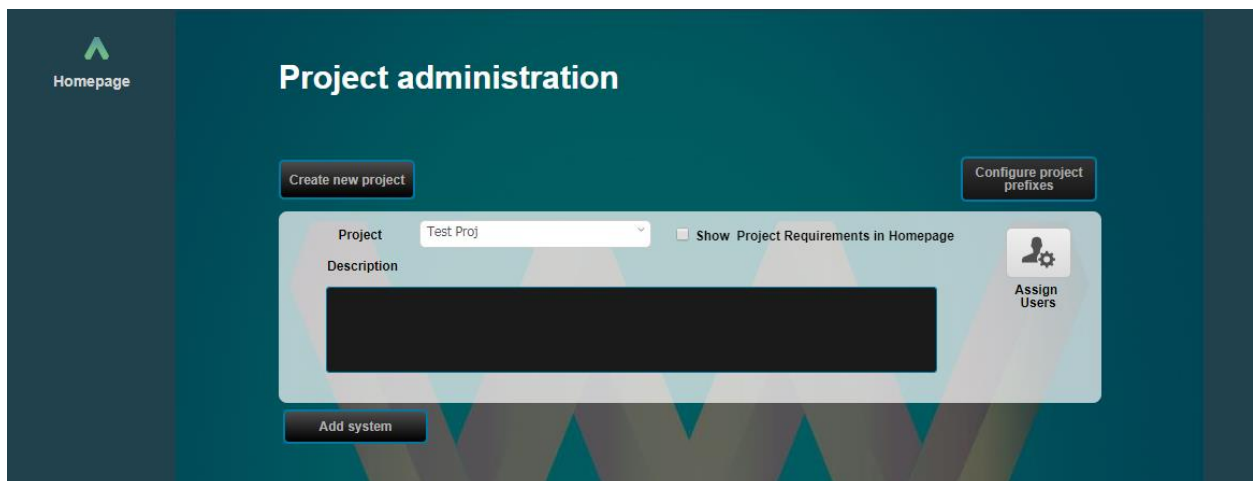 Homepage
Project administration
Create new project
Configure project
prefixes
Project
Test Proj
Show Project Requirements in Homepage
Description
Assign
Users
Add system